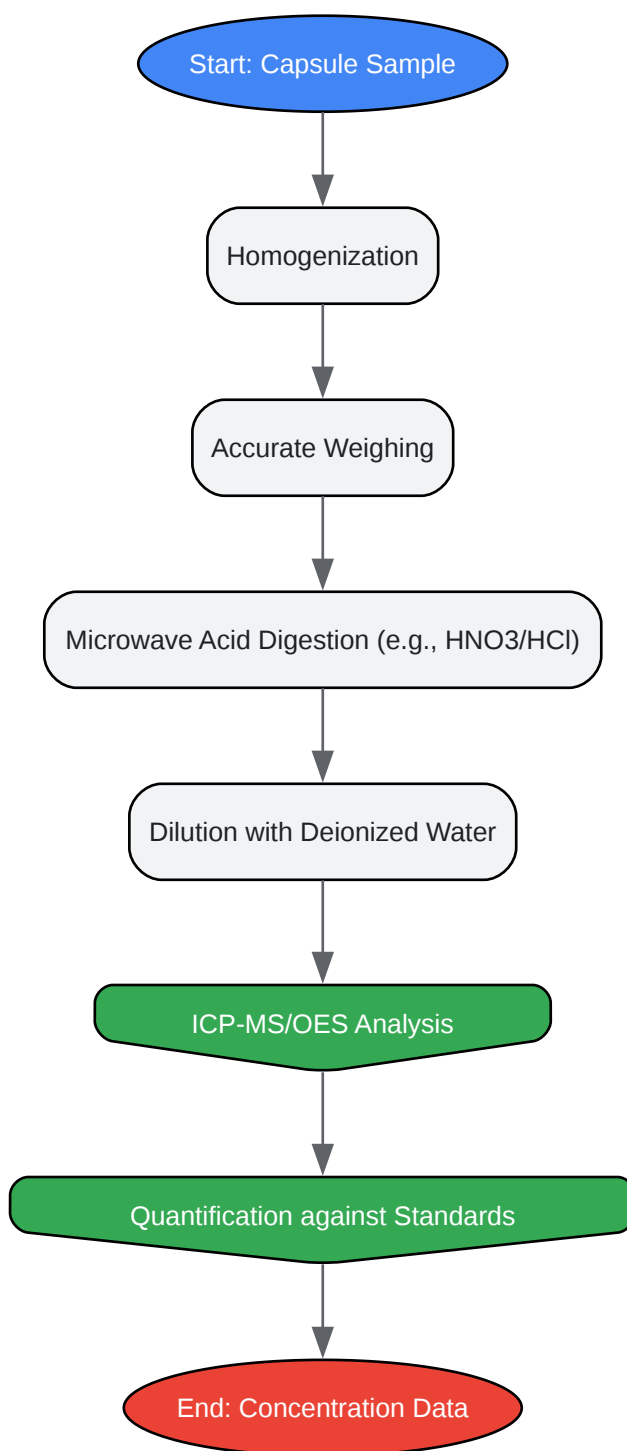 Start: Capsule Sample
Homogenization
Accurate Weighing
Microwave Acid Digestion (e.g., HNO3/HCl)
Dilution with Deionized Water
ICP-MS/OES Analysis
Quantification against Standards
End: Concentration Data